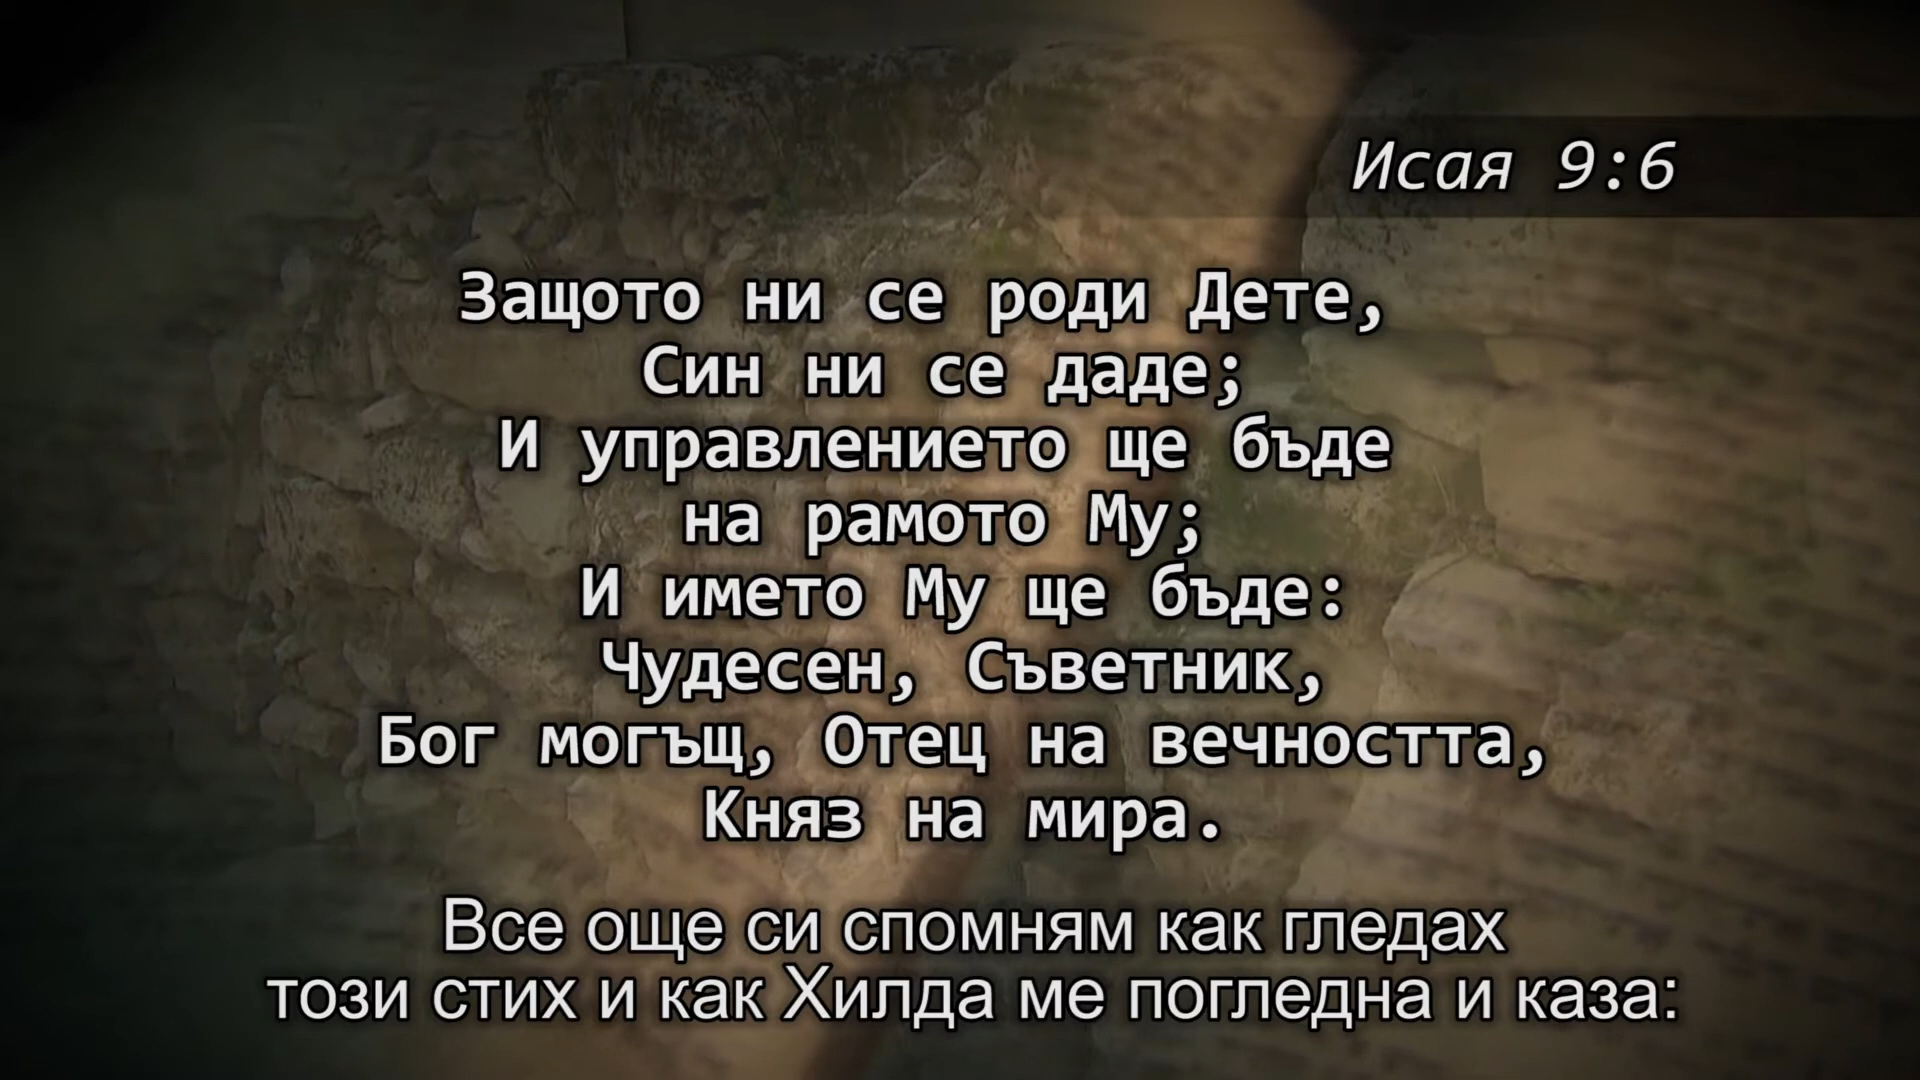 Исая 9:6
Защото ни се роди Дете,
Син ни се даде;
И управлението ще бъде
на рамото Му;
И името Му ще бъде:
Чудесен, Съветник,
Бог могъщ, Отец на вечността,
Княз на мира.
Все още си спомням как гледах
този стих и как Хилда ме погледна и каза: